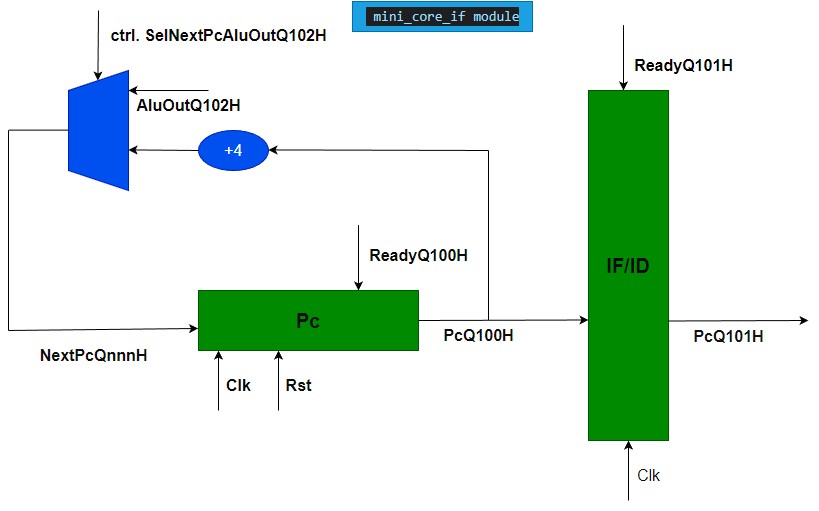 mini_core_if module
ctrl. SelNextPcAluOutQ102H
ReadyQ101H
AluOutQ102H
+4
ReadyQ100H
IF/ID
Pc
PcQ100H
PcQ101H
NextPcQnnnH
Clk
Rst
Clk